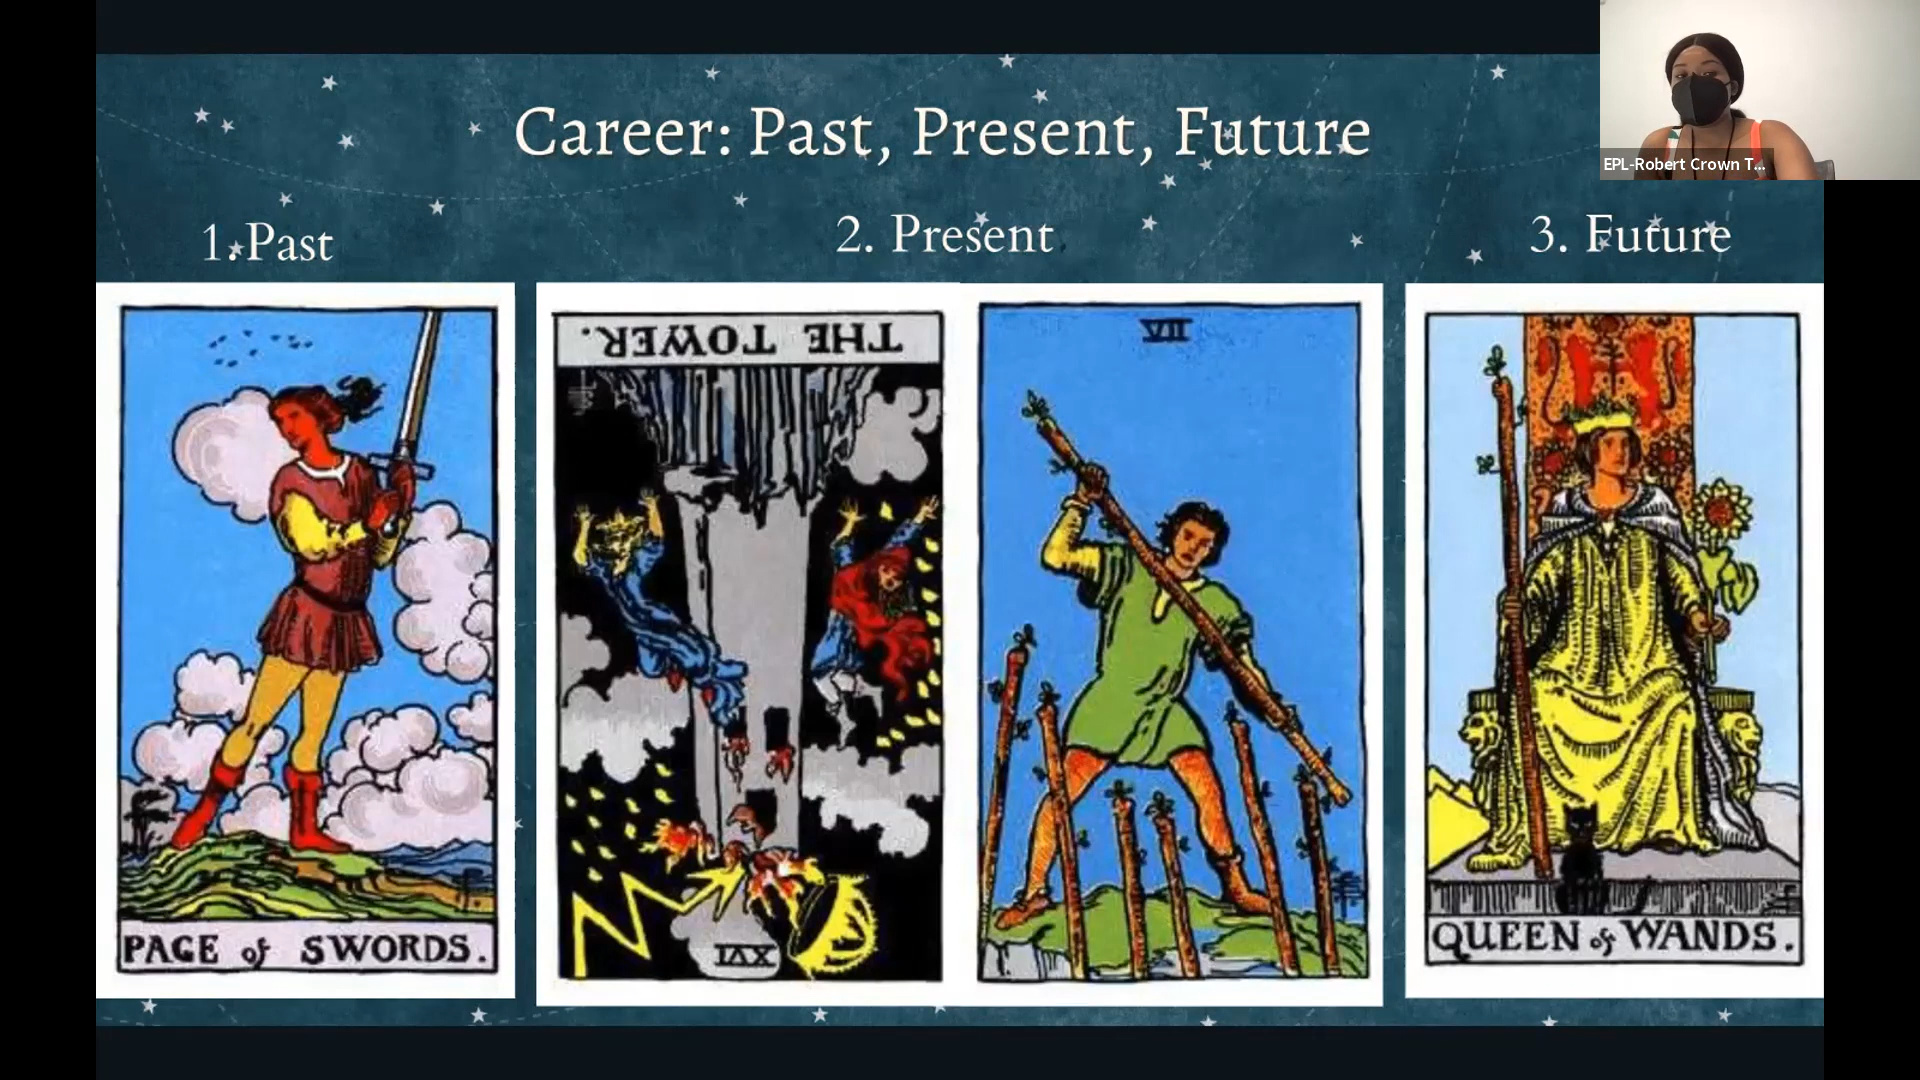 Career: Past, Present, Future
EPL-Robert Crown T...
1.Past
2. Present
3. Future
THE TOWER.
VII
XVI
PAGE of SWORDS.
QUEEN of WANDS.